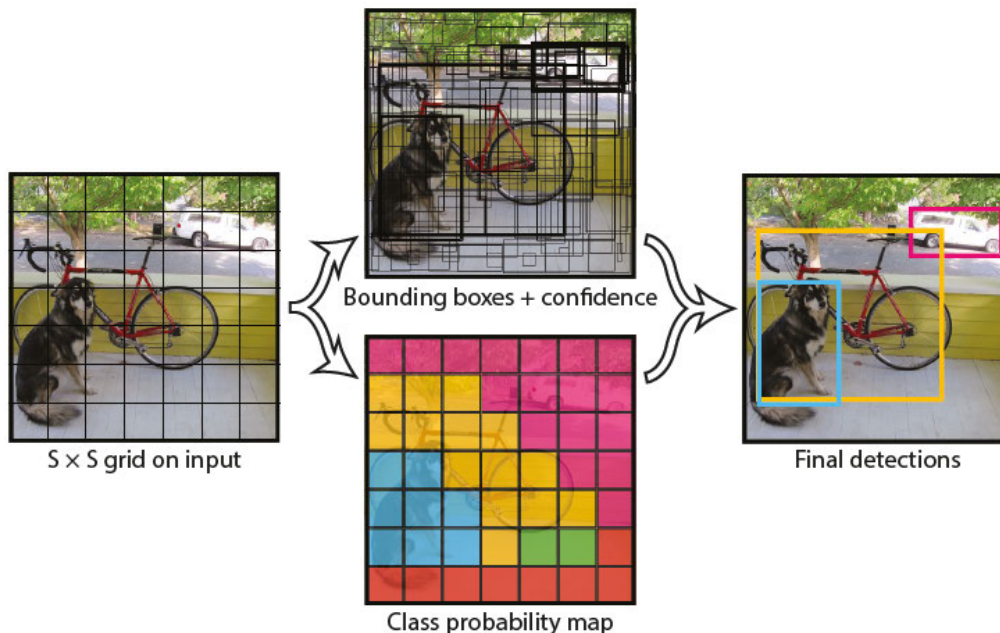 S × S grid on input
Bounding boxes + confidence
Class probability map
Final detections